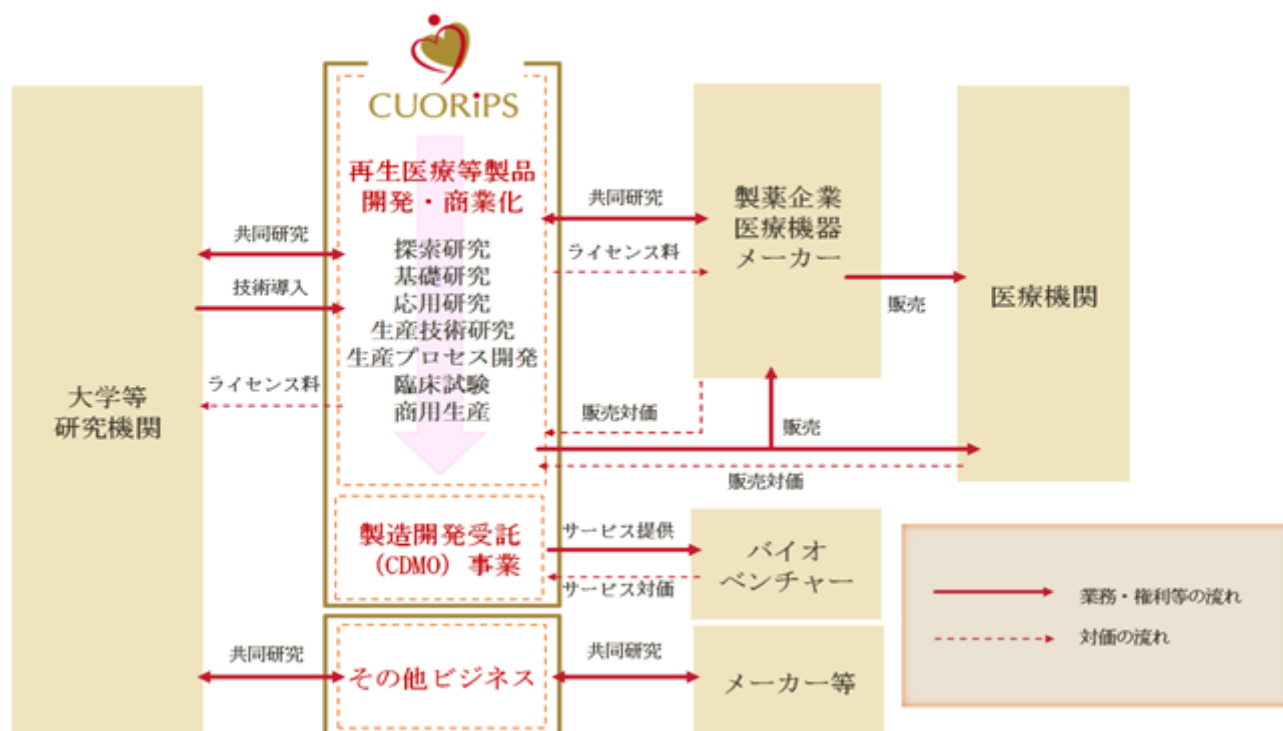 CUORiPS
再生医療等製品
開発・商業化
探索研究
基礎研究
応用研究
生産技術研究
生産プロセス開発
臨床試験
商用生産
共同研究
技術導入
ライセンス料
大学等
研究機関
共同研究
ライセンス料
製薬企業
医療機器
メーカー
販売
医療機関
販売対価
販売
販売対価
製造開発受託
（CDMO）事業
サービス提供
サービス対価
バイオ
ベンチャー
共同研究
その他ビジネス
共同研究
メーカー等
業務・権利等の流れ
対価の流れ